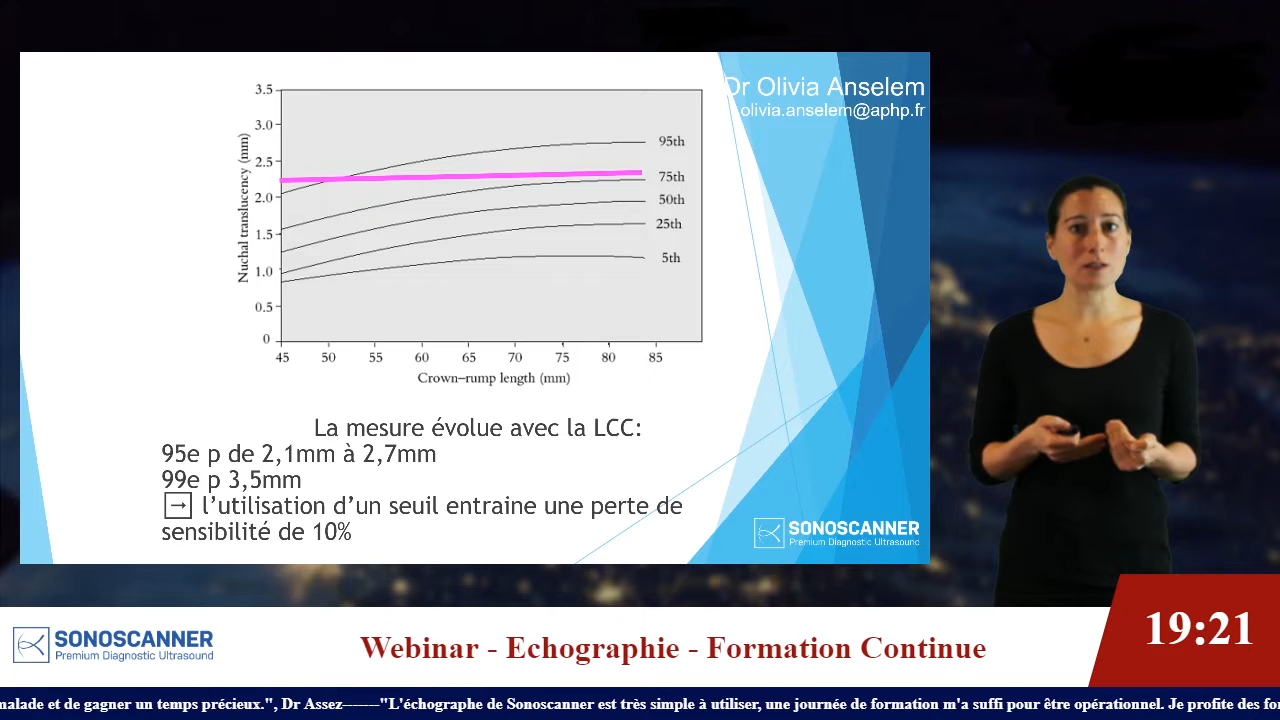 Dr Olivia Anselem
olivia.anselem@aphp.fr
3.5
3.0
2.5
2.0
1.5
1.0
0.5
0
Nuchal translucency (mm)
95th
75th
50th
25th
5th
45 50 55 60 65 70 75 80 85
Crown–rump length (mm)
La mesure évolue avec la LCC:
95e p de 2,1mm à 2,7mm
99e p 3,5mm
→ l’utilisation d’un seuil entraine une perte de
sensibilité de 10%
SONOSCANNER
Premium Diagnostic Ultrasound
SONOSCANNER
Premium Diagnostic Ultrasound
Webinar - Echographie - Formation Continue
19:21
malade et de gagner un temps précieux.", Dr Assez-------"L'échographe de Sonoscanner est très simple à utiliser, une journée de formation m'a suffi pour être opérationnel. Je profite des fo